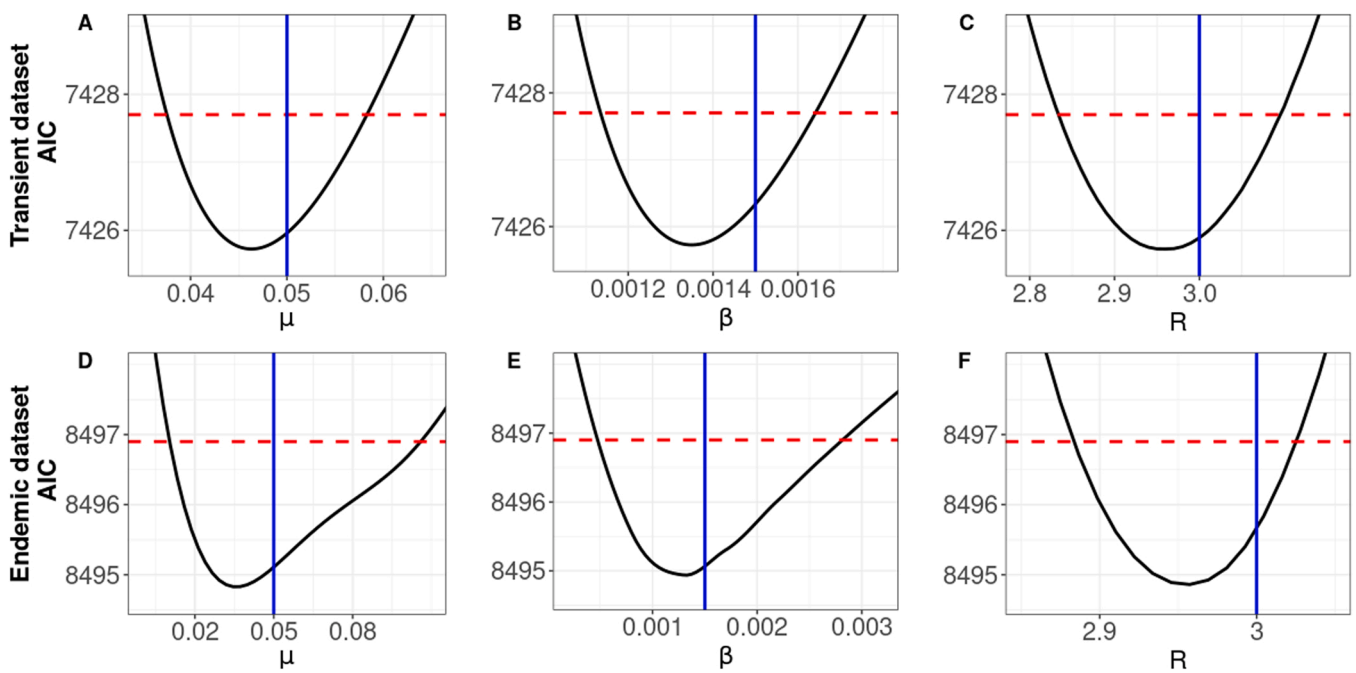 Transient dataset
AIC
A
7428
7426
0.04 0.05 0.06
μ
B
7428
7426
0.0012 0.0014 0.0016
β
C
7428
7426
2.8 2.9 3.0
R
Endemic dataset
AIC
D
8497
8496
8495
0.02 0.05 0.08
μ
E
8497
8496
8495
0.001 0.002 0.003
β
F
8497
8496
8495
2.9 3
R